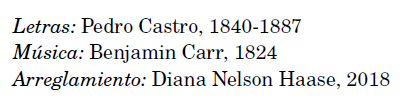 Letras: Pedro Castro, 1840-1887
Música: Benjamin Carr, 1824
Arreglamiento: Diana Nelson Haase, 2018